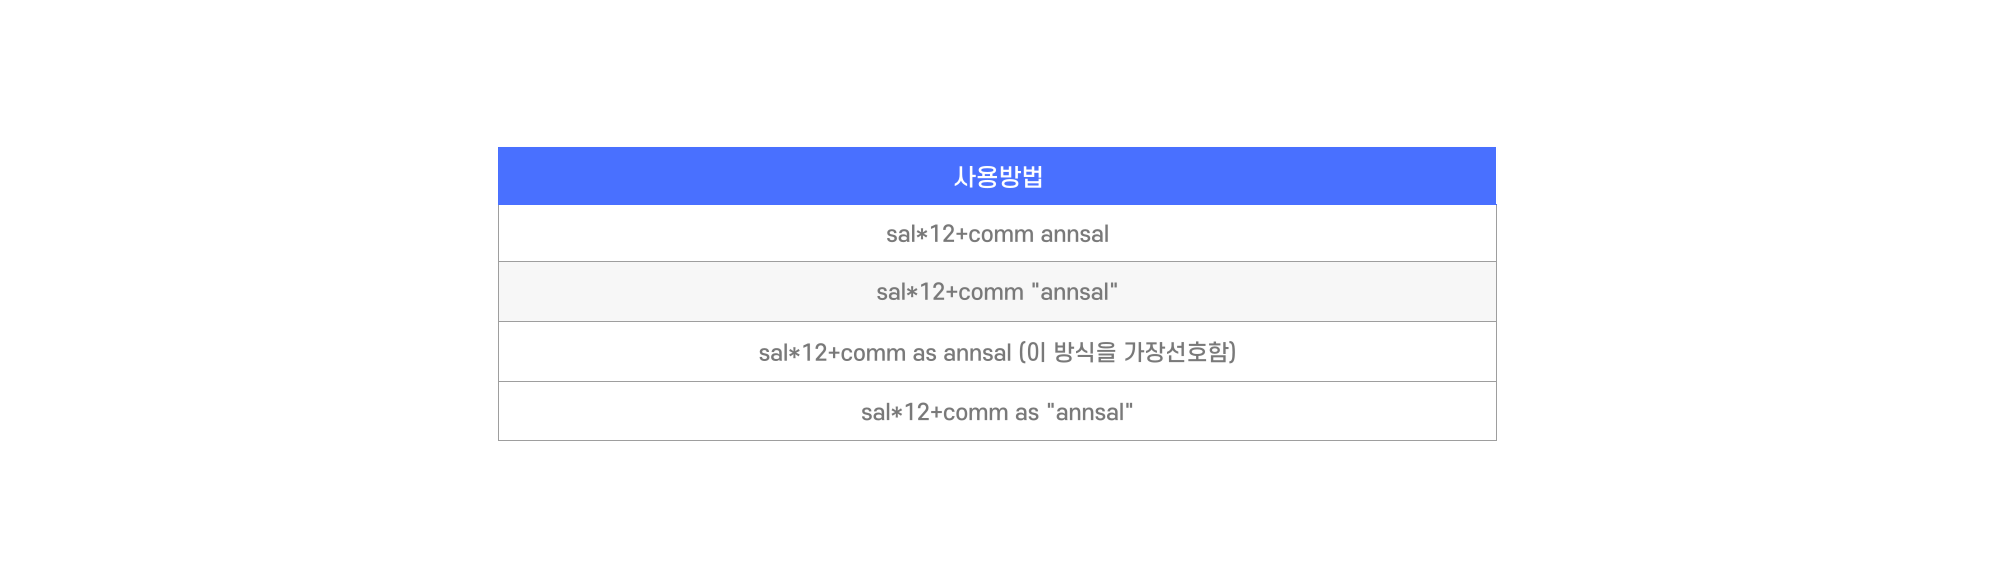 사용방법
sal*12+comm annsal
sal*12+comm "annsal"
sal*12+comm as annsal (이 방식을 가장선호함)
sal*12+comm as "annsal"